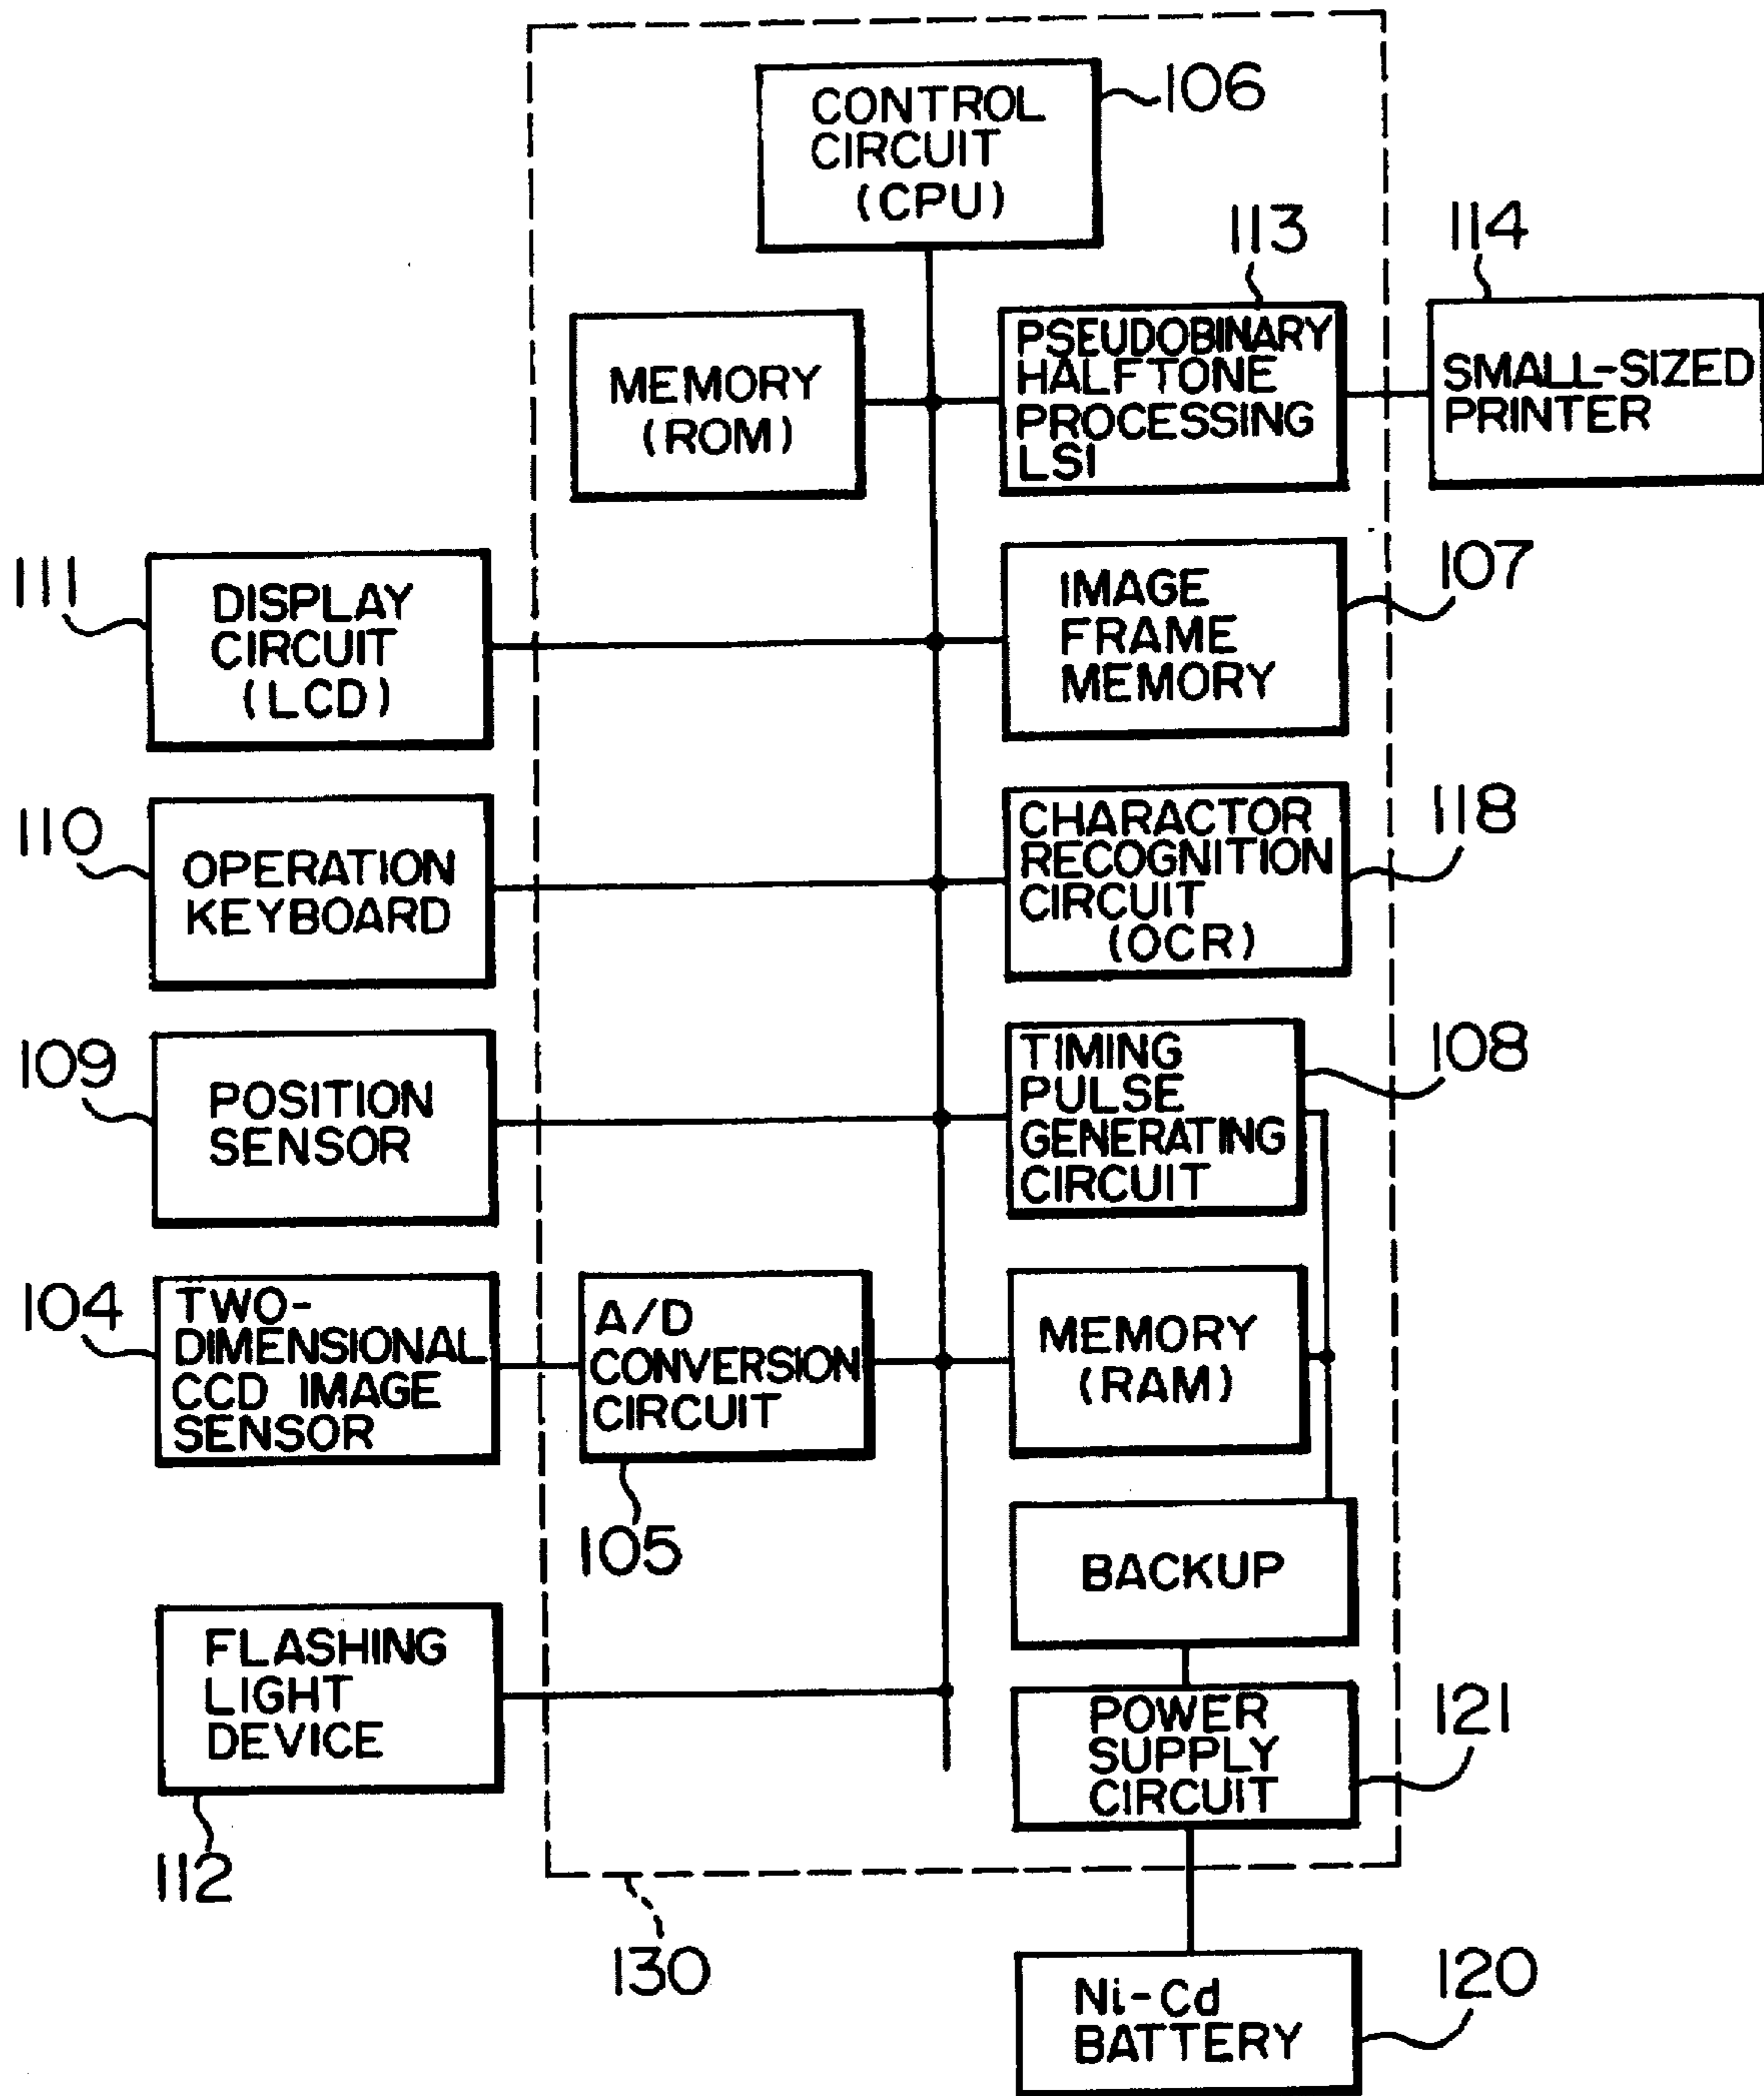 CONTROL
CIRCUIT
(CPU)
106
113
114
MEMORY
(ROM)
PSEUDOBINARY
HALFTONE
PROCESSING
LSI
SMALL-SIZED
PRINTER
111
DISPLAY
CIRCUIT
(LCD)
IMAGE
FRAME
MEMORY
107
110
OPERATION
KEYBOARD
CHARACTOR
RECOGNITION
CIRCUIT
(OCR)
118
109
POSITION
SENSOR
TIMING
PULSE
GENERATING
CIRCUIT
108
104
TWO-
DIMENSIONAL
CCD IMAGE
SENSOR
A/D
CONVERSION
CIRCUIT
105
MEMORY
(RAM)
BACKUP
FLASHING
LIGHT
DEVICE
112
POWER
SUPPLY
CIRCUIT
121
130
Ni-Cd
BATTERY
120